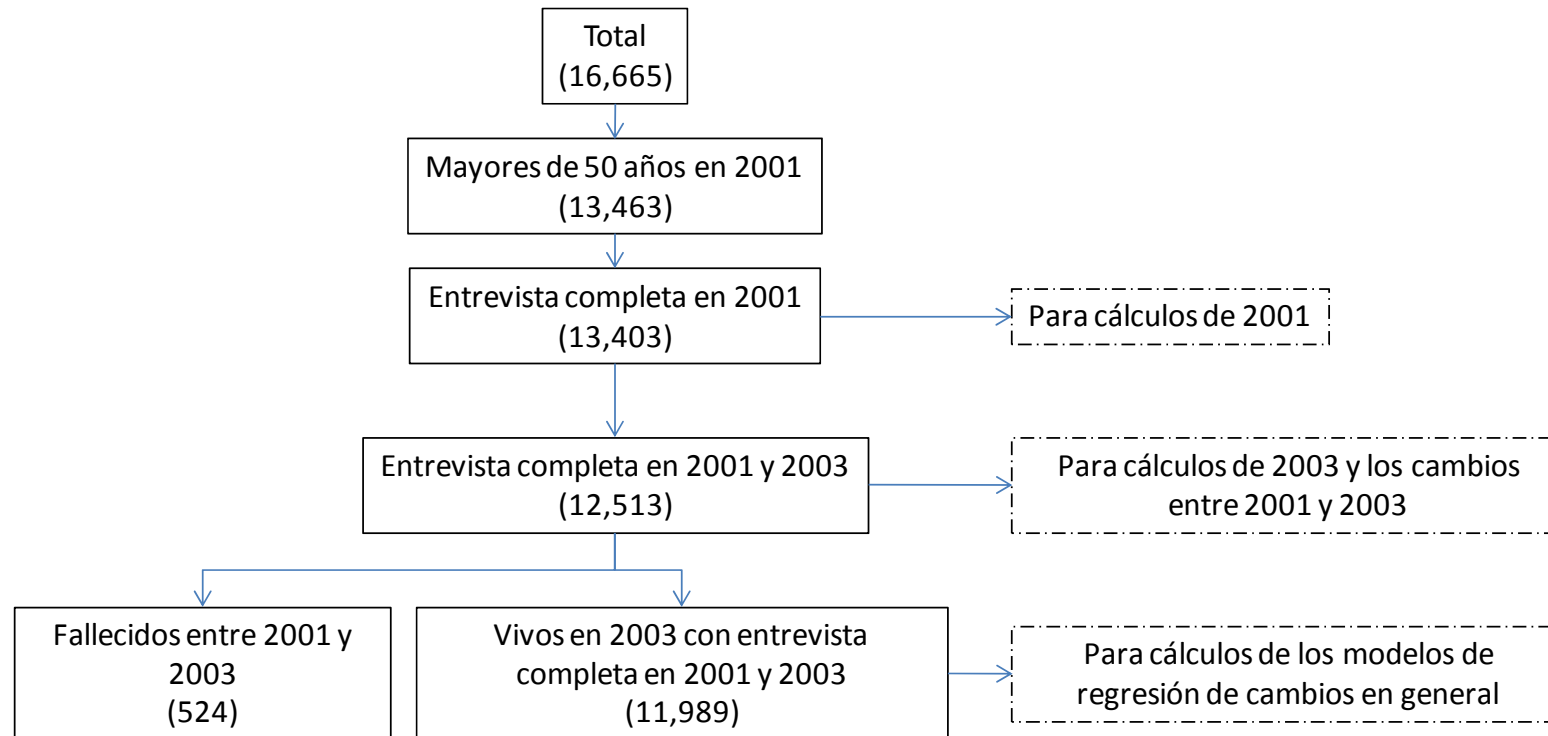 Total
(16,665)
Mayores de 50 años en 2001
(13,463)
Entrevista completa en 2001
(13,403)
Para cálculos de 2001
Entrevista completa en 2001 y 2003
(12,513)
Para cálculos de 2003 y los cambios
entre 2001 y 2003
Fallecidos entre 2001 y
2003
(524)
Vivos en 2003 con entrevista
completa en 2001 y 2003
(11,989)
Para cálculos de los modelos de
regresión de cambios en general